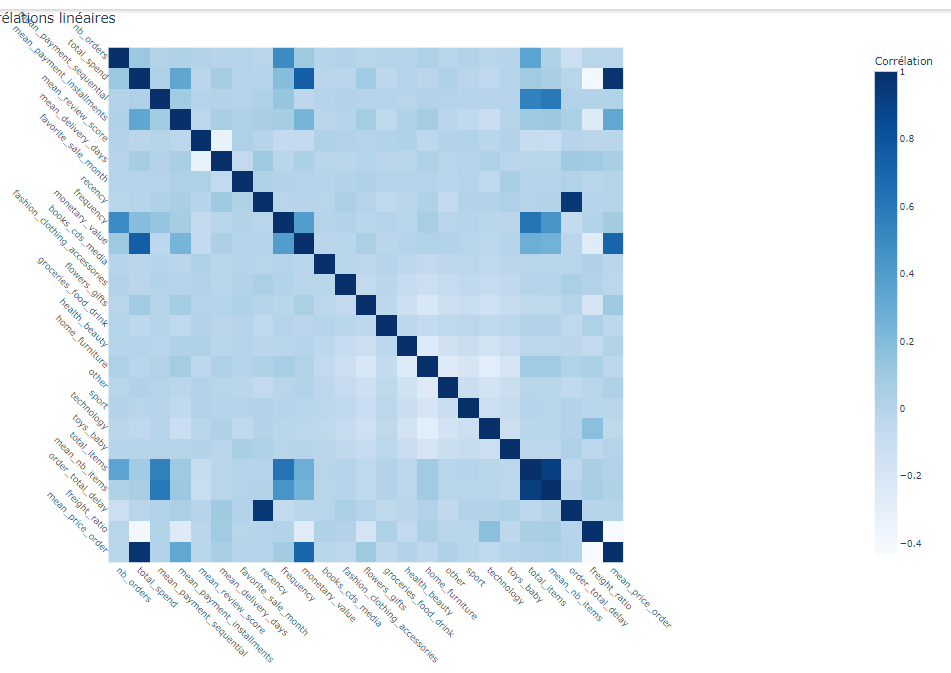 rélations linéaires
nb_orders
total_spend
mean_payment_sequential
mean_payment_installments
mean_review_score
mean_delivery_days
favorite_sale_month
recency
frequency
monetary_value
books_cds_media
fashion_clothing_accessories
flowers_gifts
groceries_food_drink
health_beauty
home_furniture
other
sport
technology
toys_baby
total_items
mean_nb_items
order_total_delay
freight_ratio
mean_price_order
nb_orders
total_spend
mean_payment_sequential
mean_payment_installments
mean_review_score
mean_delivery_days
favorite_sale_month
recency
frequency
monetary_value
books_cds_media
fashion_clothing_accessories
flowers_gifts
groceries_food_drink
health_beauty
home_furniture
other
sport
technology
toys_baby
total_items
mean_nb_items
order_total_delay
freight_ratio
mean_price_order
Corrélation
1
0.8
0.6
0.4
0.2
0
−0.2
−0.4